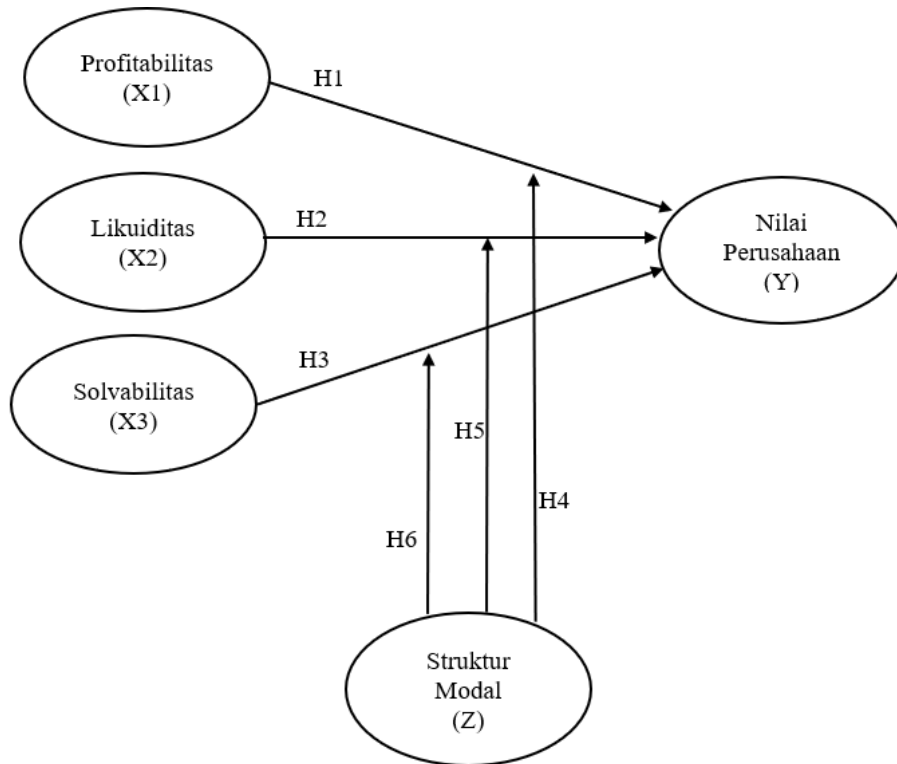 Profitabilitas
(X1)
H1
Likuiditas
(X2)
H2
Nilai
Perusahaan
(Y)
Solvabilitas
(X3)
H3
H5
H4
H6
Struktur
Modal
(Z)